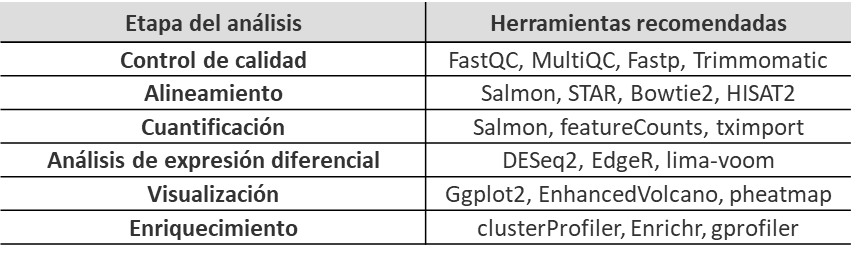 Etapa del análisis Herramientas recomendadas
Control de calidad FastQC, MultiQC, Fastp, Trimmomatic
Alineamiento Salmon, STAR, Bowtie2, HISAT2
Cuantificación Salmon, featureCounts, tximport
Análisis de expresión diferencial DESeq2, EdgeR, lima-voom
Visualización Ggplot2, EnhancedVolcano, pheatmap
Enriquecimiento clusterProfiler, Enrichr, gprofiler